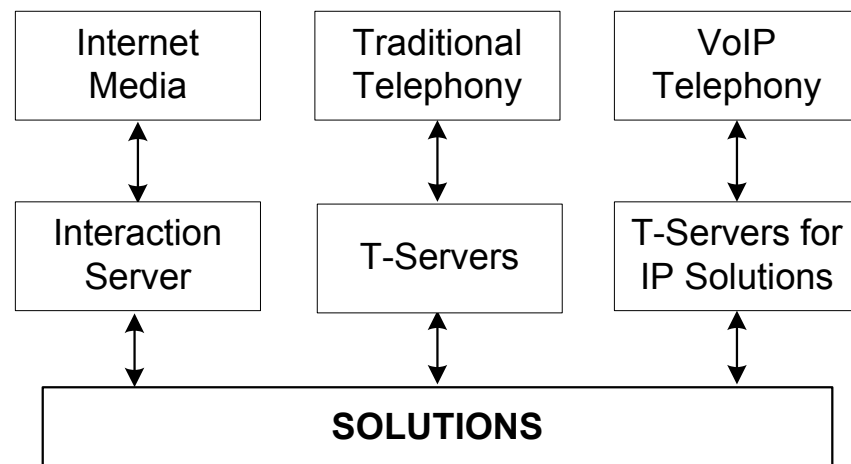 Internet
Media
Traditional
Telephony
VoIP
Telephony
Interaction
Server
T-Servers
T-Servers for
IP Solutions
SOLUTIONS